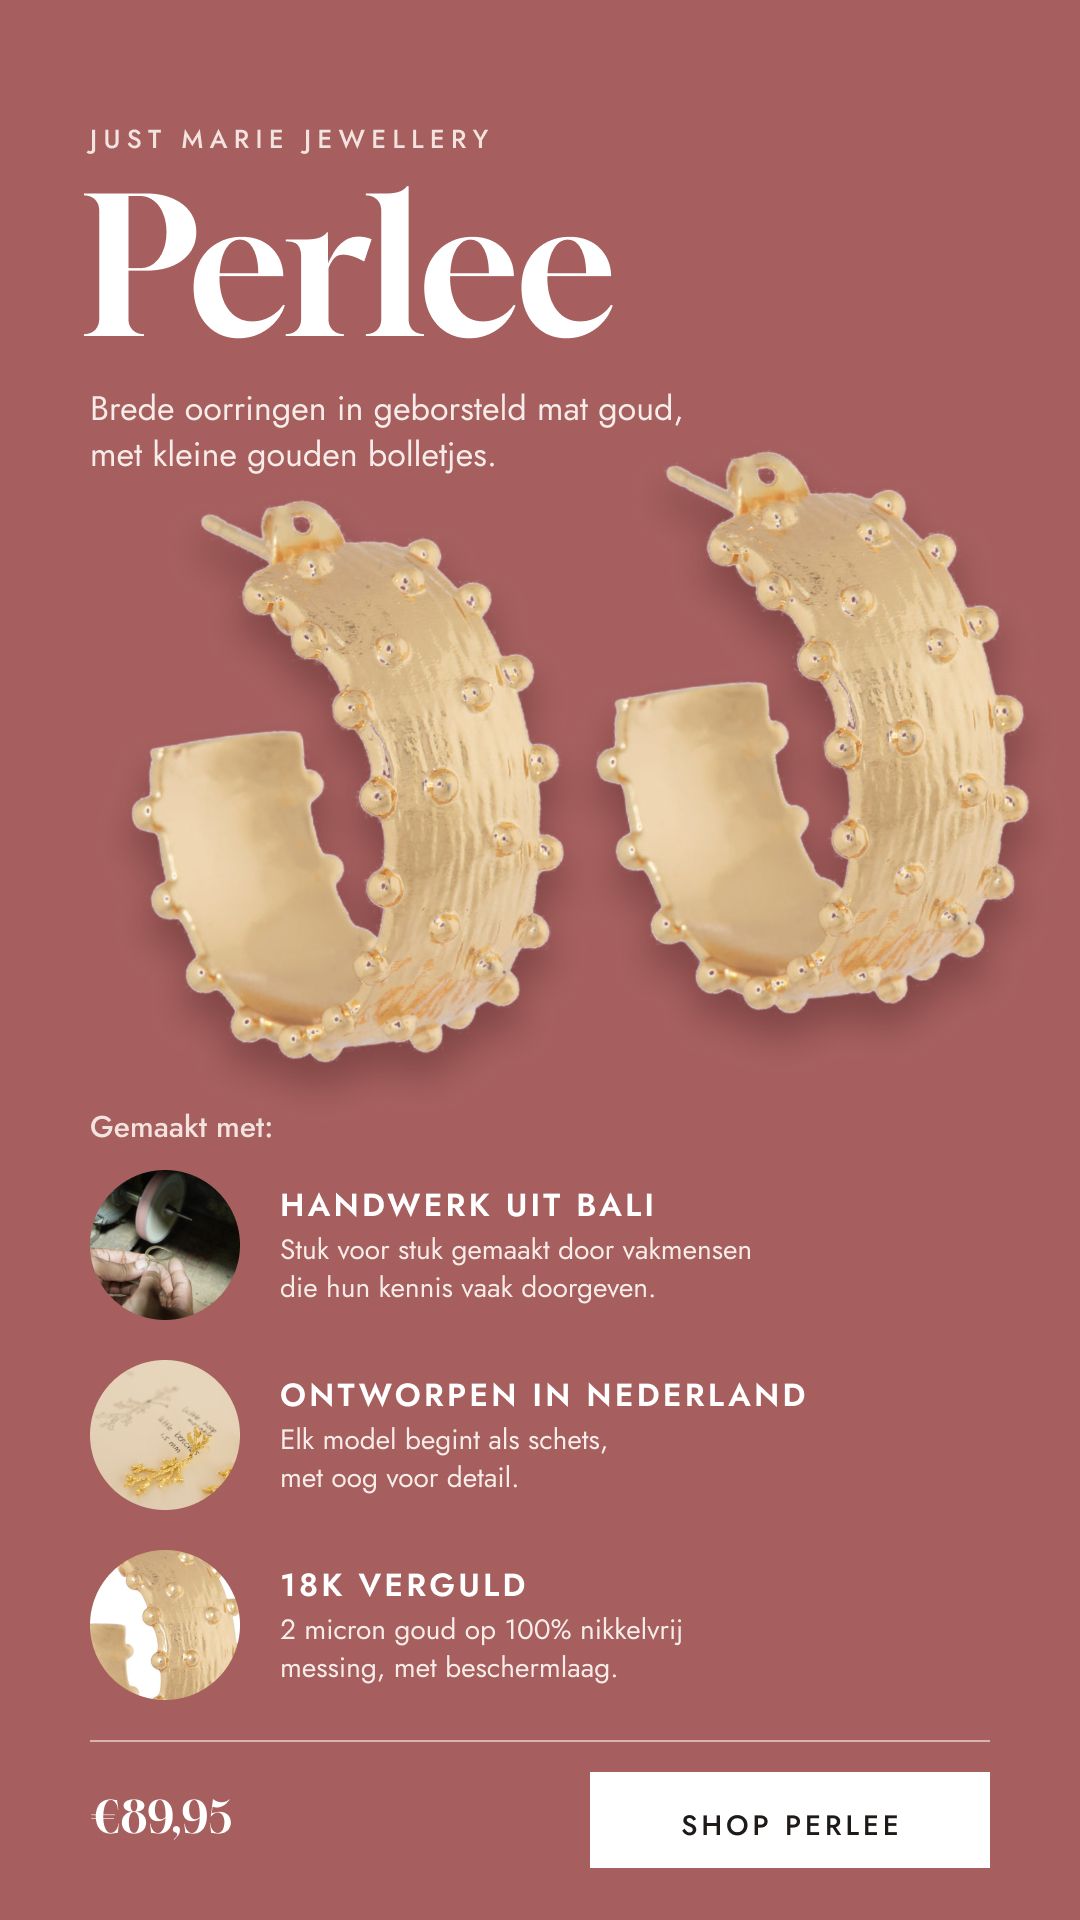 JUST MARIE JEWELLERY
Perlee
Brede oorringen in geborsteld mat goud,
met kleine gouden bolletjes.
Gemaakt met:
HANDWERK UIT BALI
Stuk voor stuk gemaakt door vakmensen
die hun kennis vaak doorgeven.
ONTWORPEN IN NEDERLAND
Elk model begint als schets,
met oog voor detail.
18K VERGULD
2 micron goud op 100% nikkelvrij
messing, met beschermlaag.
€89,95
SHOP PERLEE